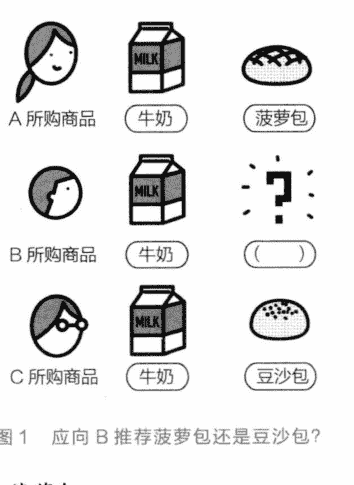 MILK
A 所购商品 牛奶 菠萝包
MILK
?
B 所购商品 牛奶 ( )
MILK
C 所购商品 牛奶 豆沙包
图 1 应向 B 推荐菠萝包还是豆沙包?